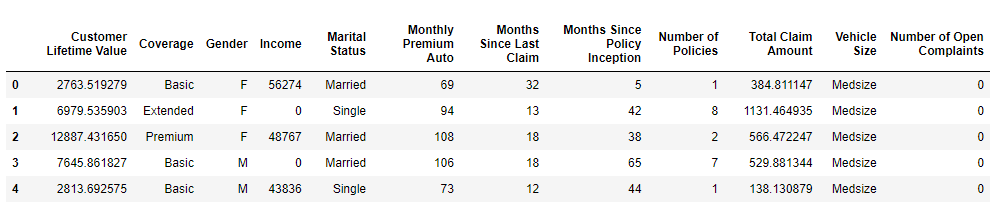 Customer Lifetime Value Coverage Gender Income Marital Status Monthly Premium Auto Months Since Last Claim Months Since Policy Inception Number of Policies Total Claim Amount Vehicle Size Number of Open Complaints
0 2763.519279 Basic F 56274 Married 69 32 5 1 384.811147 Medsize 0
1 6979.535903 Extended F 0 Single 94 13 42 8 1131.464935 Medsize 0
2 12887.431650 Premium F 48767 Married 108 18 38 2 566.472247 Medsize 0
3 7645.861827 Basic M 0 Married 106 18 65 7 529.881344 Medsize 0
4 2813.692575 Basic M 43836 Single 73 12 44 1 138.130879 Medsize 0